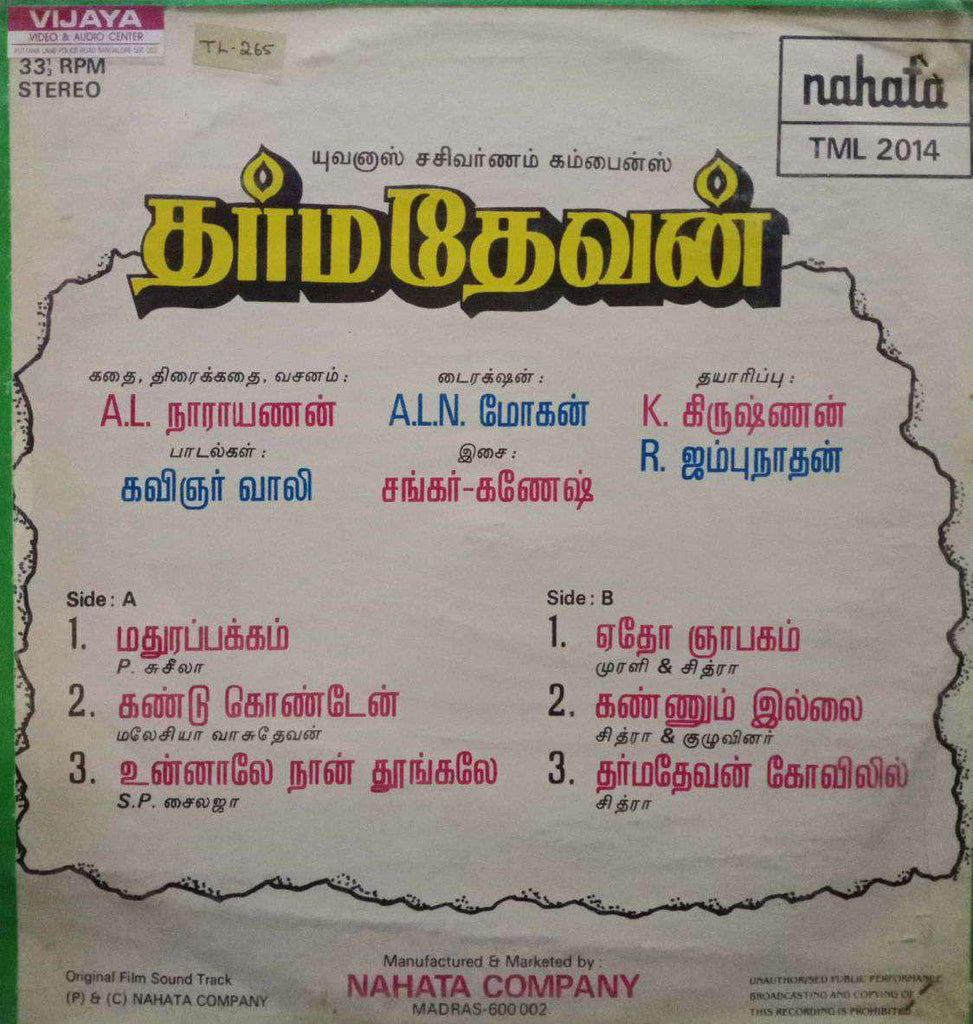 VIJAYA
VIDEO & AUDIO CENTER
TL-265
33⅓ RPM
STEREO
nahata
TML 2014
யுவனாஸ் சசிவர்ணம் கம்பைன்ஸ்
தர்மதேவன்
கதை, திரைக்கதை, வசனம் :
A.L. நாராயணன்
டைரக்ஷன் :
A.L.N. மோகன்
தயாரிப்பு :
K. கிருஷ்ணன்
R. ஜம்புநாதன்
பாடல்கள் :
கவிஞர் வாலி
இசை :
சங்கர்-கணேஷ்
Side : A
1. மதுரப்பக்கம்
P. சுசீலா
2. கண்டு கொண்டேன்
மலேசியா வாசுதேவன்
3. உன்னாலே நான் தூங்கலே
S.P. சைலஜா
Side : B
1. ஏதோ ஞாபகம்
முரளி & சித்ரா
2. கண்ணும் இல்லை
சித்ரா & குழுவினர்
3. தர்மதேவன் கோவிலில்
சித்ரா
Original Film Sound Track
(P) & (C) NAHATA COMPANY
Manufactured & Marketed by :
NAHATA COMPANY
MADRAS-600 002
UNAUTHORISED PUBLIC PERFORMANCE
BROADCASTING AND COPYING OF
THIS RECORDING IS PROHIBITED